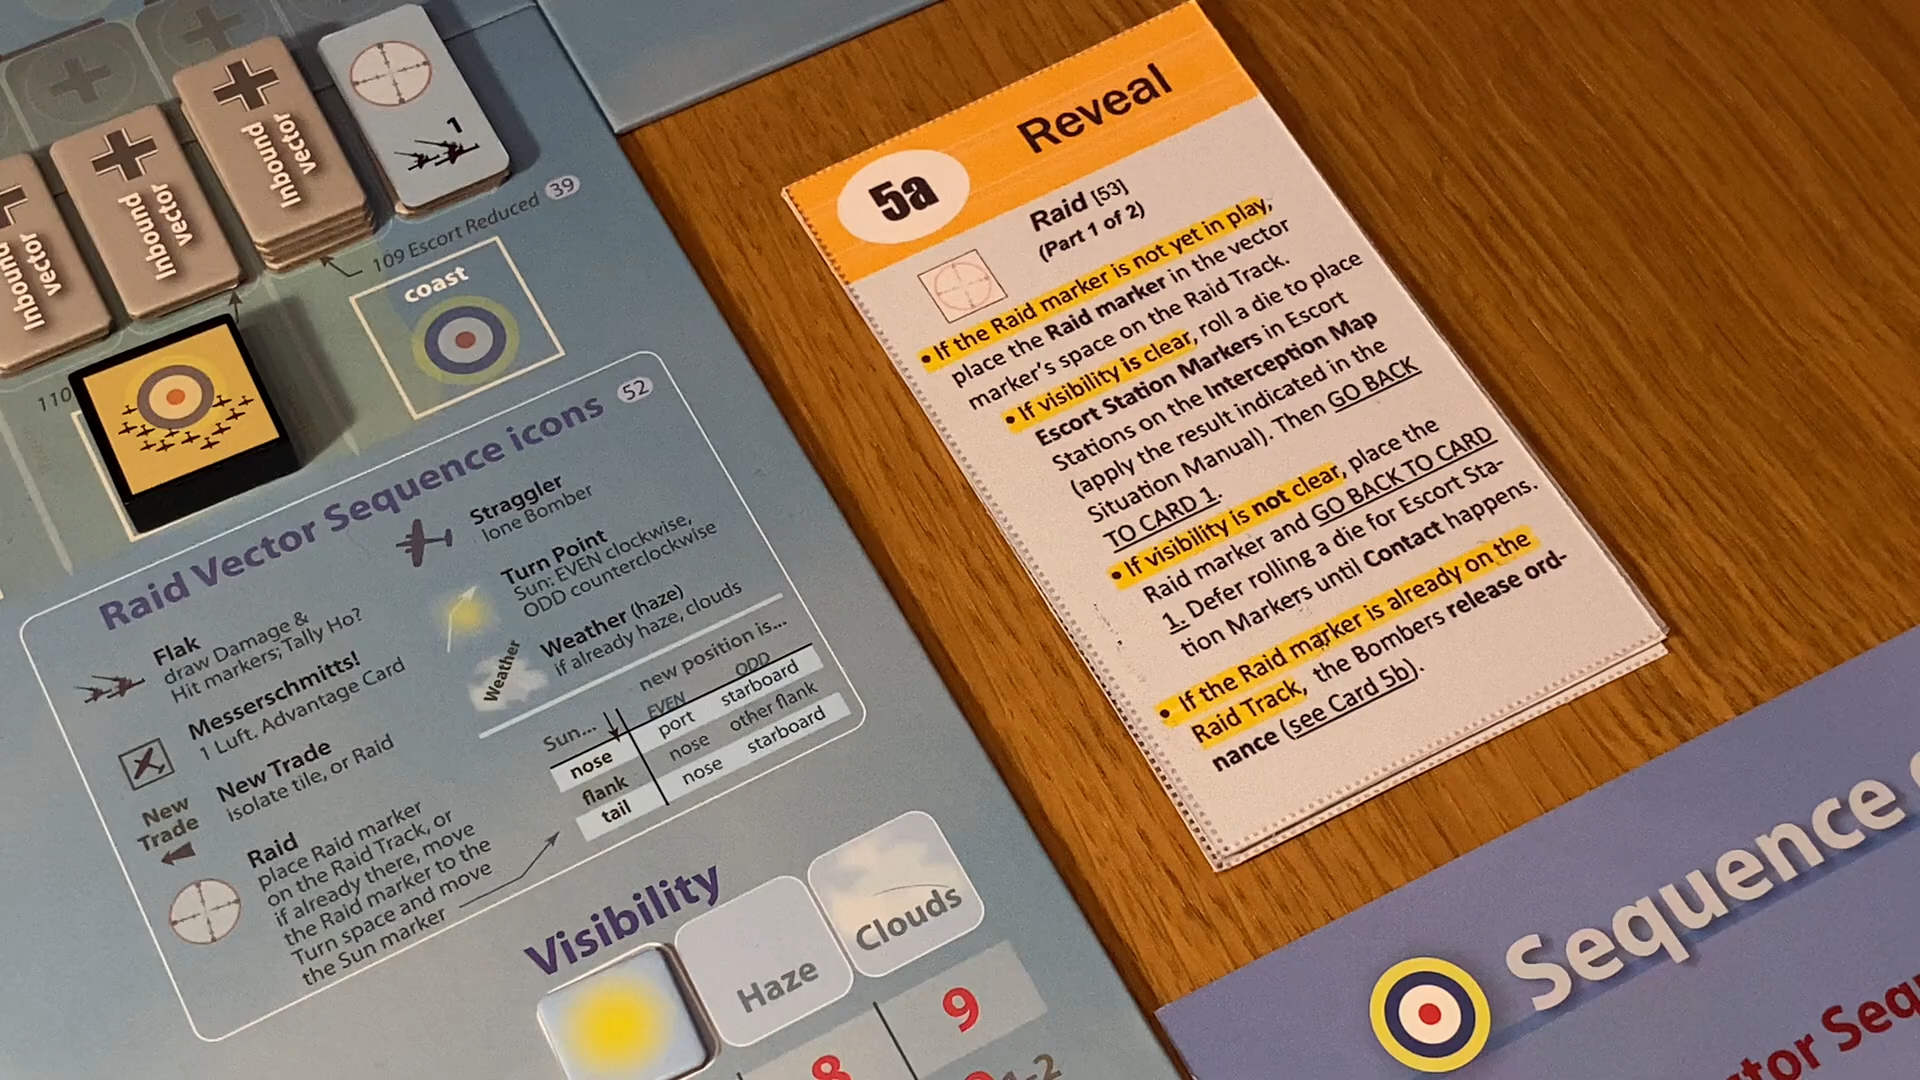 Inbound
vector
Inbound
vector
Inbound
vector
1
109 Escort Reduced 39
110
coast
Raid Vector Sequence icons 52
Flak
draw Damage &
Hit markers; Tally Ho?
Messerschmitts!
1 Luft. Advantage Card
New Trade
New Trade
isolate tile, or Raid
Raid
place Raid marker
on the Raid Track, or
if already there, move
the Raid marker to the
Turn space and move
the Sun marker
Straggler
lone Bomber
Turn Point
Sun: EVEN clockwise,
ODD counterclockwise
Weather
Weather (haze)
if already haze, clouds
new position is...
Sun... EVEN ODD
nose port starboard
flank nose other flank
tail nose starboard
Visibility
Haze
Clouds
8 9
1-2
5a Reveal
Raid [53]
(Part 1 of 2)
• If the Raid marker is not yet in play,
place the Raid marker in the vector
marker's space on the Raid Track.
• If visibility is clear, roll a die to place
Escort Station Markers in Escort
Stations on the Interception Map
(apply the result indicated in the
Situation Manual). Then GO BACK
TO CARD 1.
• If visibility is not clear, place the
Raid marker and GO BACK TO CARD
1. Defer rolling a die for Escort Sta-
tion Markers until Contact happens.
• If the Raid marker is already on the
Raid Track, the Bombers release ord-
nance (see Card 5b).
Sequence